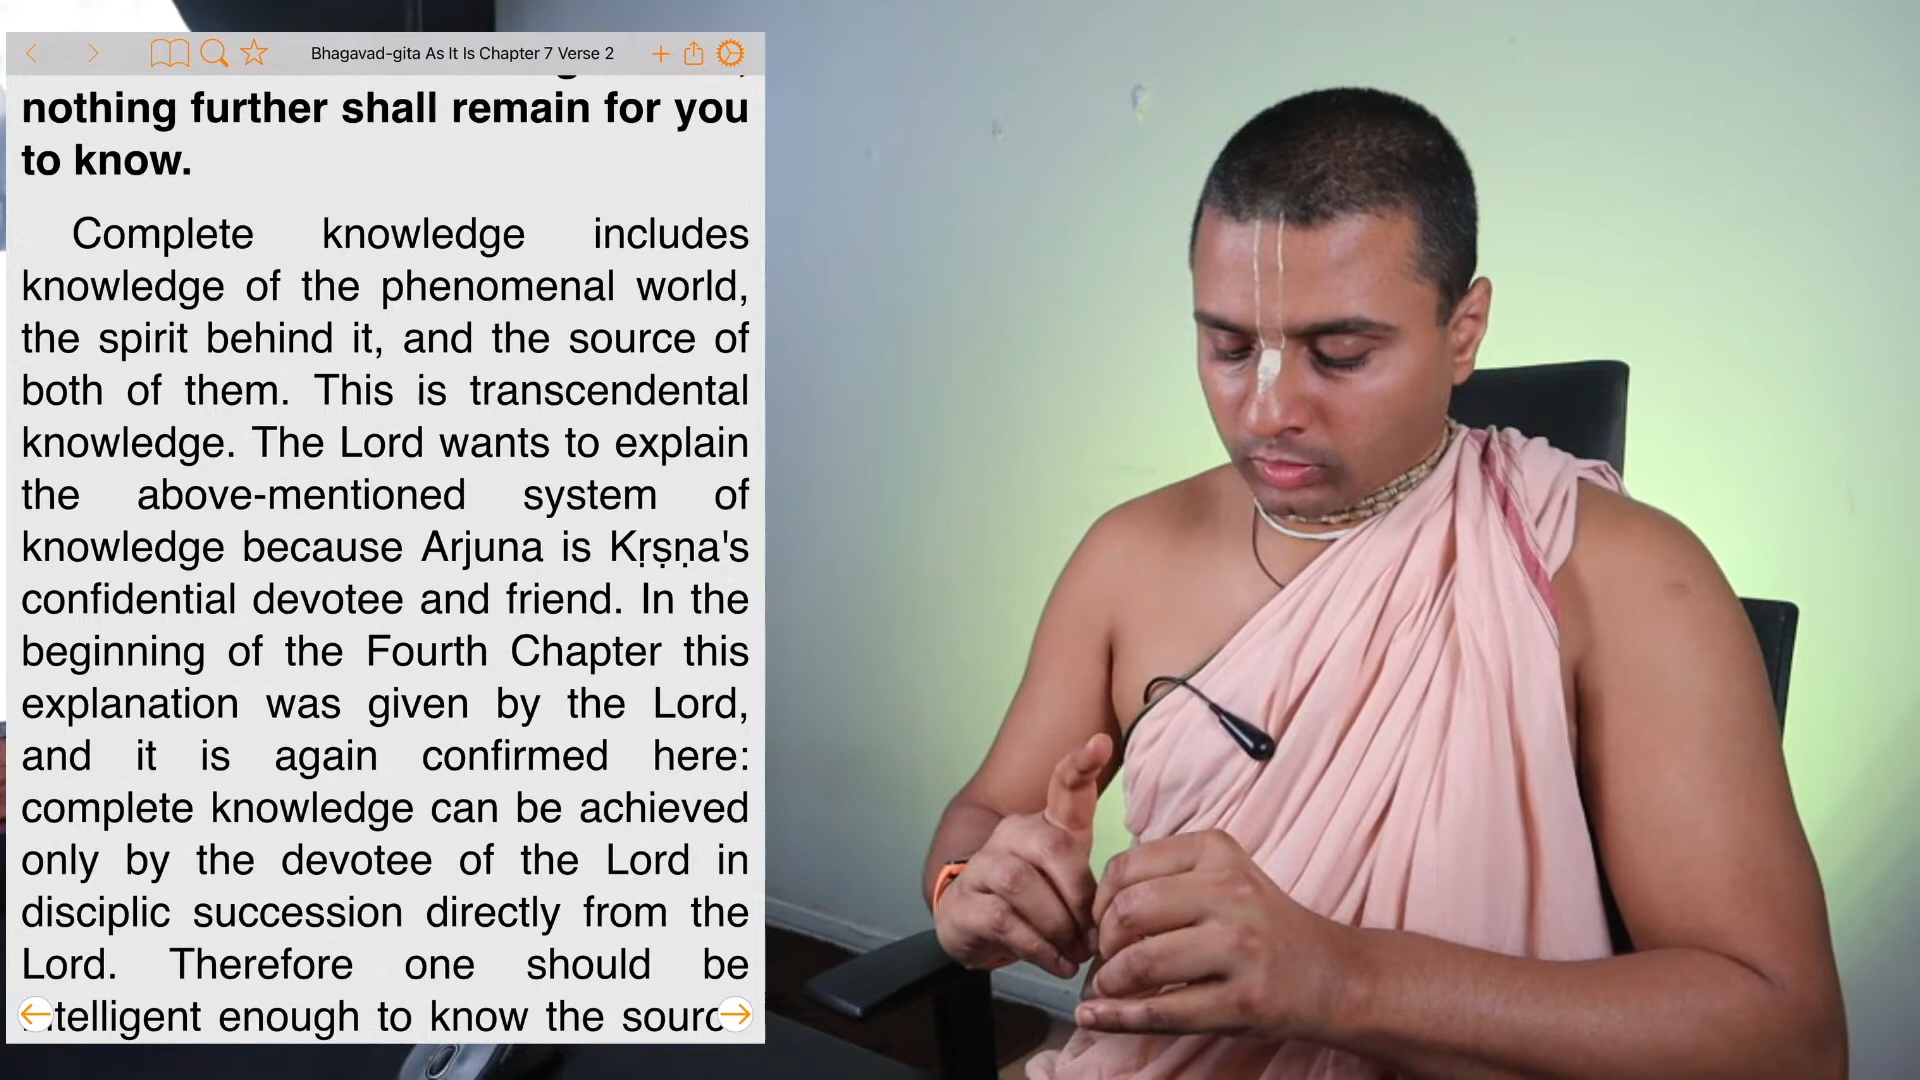 Bhagavad-gita As It Is Chapter 7 Verse 2
nothing further shall remain for you
to know.
Complete knowledge includes
knowledge of the phenomenal world,
the spirit behind it, and the source of
both of them. This is transcendental
knowledge. The Lord wants to explain
the above-mentioned system of
knowledge because Arjuna is Kṛṣṇa's
confidential devotee and friend. In the
beginning of the Fourth Chapter this
explanation was given by the Lord,
and it is again confirmed here:
complete knowledge can be achieved
only by the devotee of the Lord in
disciplic succession directly from the
Lord. Therefore one should be
enough to know the